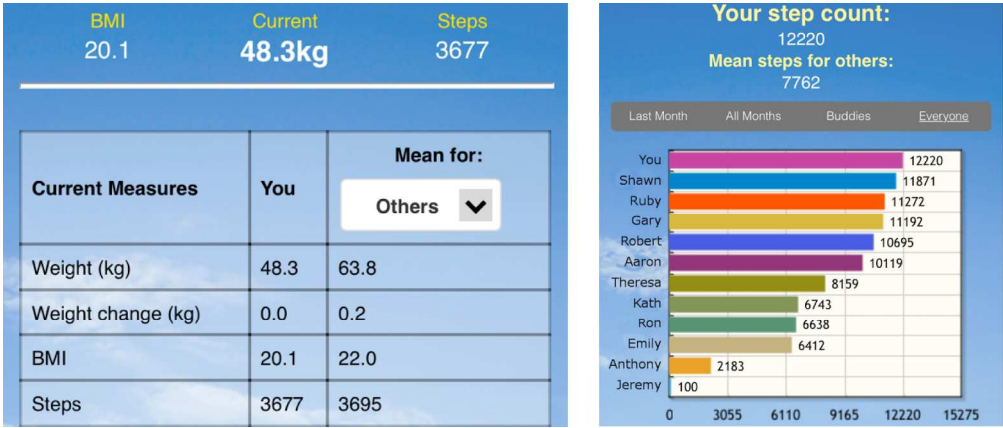 BMI Current Steps
20.1 48.3kg 3677
Current Measures You Mean for:
Others
Weight (kg) 48.3 63.8
Weight change (kg) 0.0 0.2
BMI 20.1 22.0
Steps 3677 3695
Your step count:
12220
Mean steps for others:
7762
Last Month All Months Buddies Everyone
You 12220
Shawn 11871
Ruby 11272
Gary 11192
Robert 10695
Aaron 10119
Theresa 8159
Kath 6743
Ron 6638
Emily 6412
Anthony 2183
Jeremy 100
0 3055 6110 9165 12220 15275